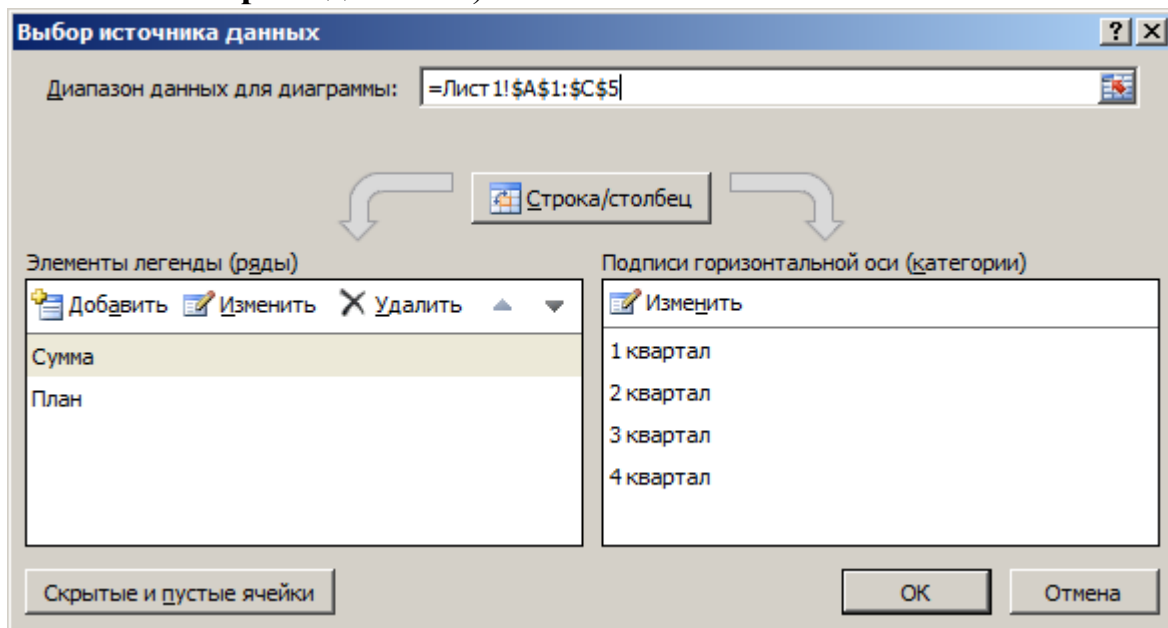 Выбор источника данных
Диапазон данных для диаграммы: =Лист1!$A$1:$C$5
Строка/столбец
Элементы легенды (ряды)
Добавить Изменить Удалить
Сумма
План
Подписи горизонтальной оси (категории)
Изменить
1 квартал
2 квартал
3 квартал
4 квартал
Скрытые и пустые ячейки
ОК Отмена